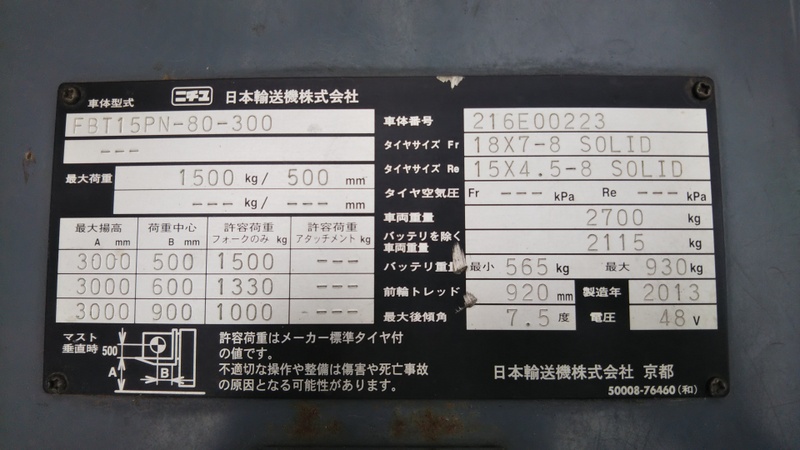 車体型式 ニチユ 日本輸送機株式会社
FBT15PN-80-300
---
最大荷重 1500 kg/ 500 mm
--- kg/ --- mm
最大揚高 A mm 荷重中心 B mm 許容荷重 フォークのみ kg 許容荷重 アタッチメント kg
3000 500 1500 ---
3000 600 1330 ---
3000 900 1000 ---
車体番号 216E00223
タイヤサイズ Fr 18X7-8 SOLID
タイヤサイズ Re 15X4.5-8 SOLID
タイヤ空気圧 Fr --- kPa Re --- kPa
車両重量 2700
バッテリを除く
車両重量 2115
バッテリ重量 最小 565 kg 最大 930 kg
前輪トレッド 920 mm 製造年 2013
最大後傾角 7.5 度 電圧 48 V
マスト
垂直時 500
A B
許容荷重はメーカー標準タイヤ付
の値です。
不適切な操作や整備は傷害や死亡事故
の原因となる可能性があります。
日本輸送機株式会社 京都
50008-76460(和)